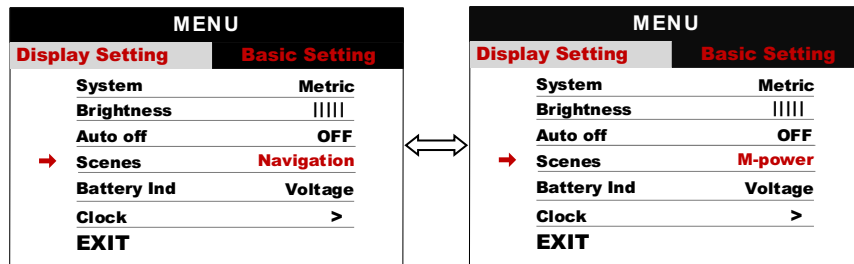 MENU
Display Setting Basic Setting
System Metric
Brightness |||||
Auto off OFF
Scenes Navigation
Battery Ind Voltage
Clock >
EXIT
MENU
Display Setting Basic Setting
System Metric
Brightness |||||
Auto off OFF
Scenes M-power
Battery Ind Voltage
Clock >
EXIT